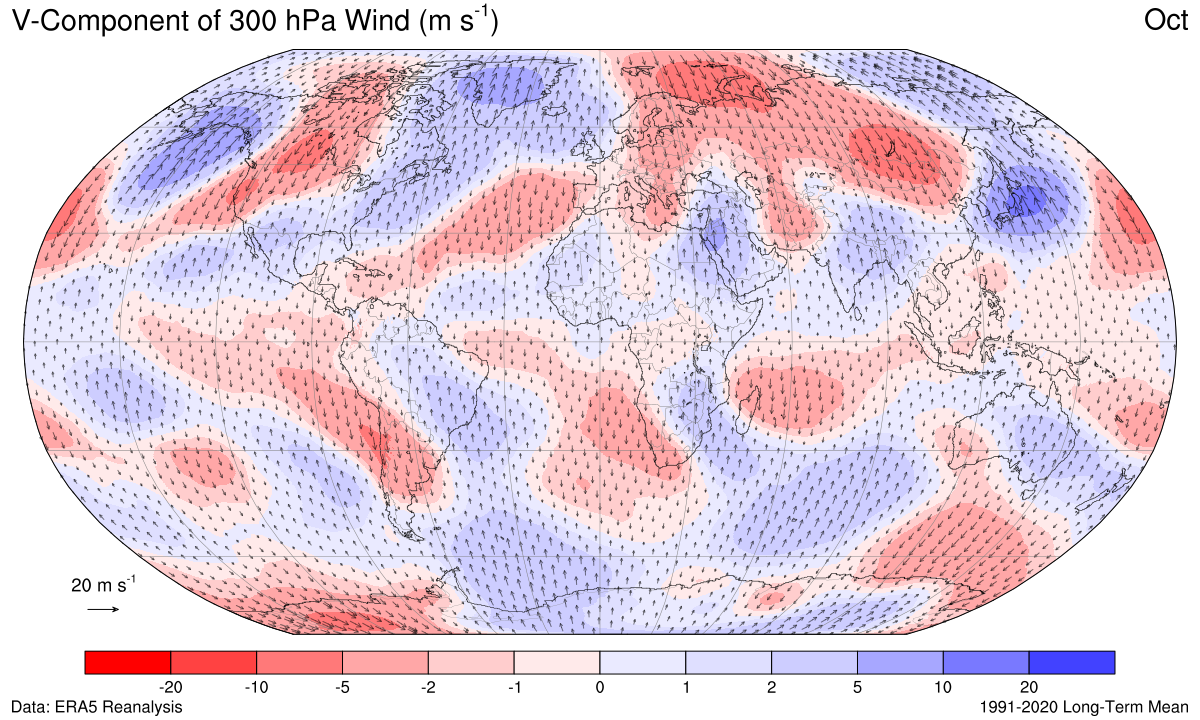 V-Component of 300 hPa Wind (m s-1)
Oct
20 m s-1
-20 -10 -5 -2 -1 0 1 2 5 10 20
Data: ERA5 Reanalysis
1991-2020 Long-Term Mean